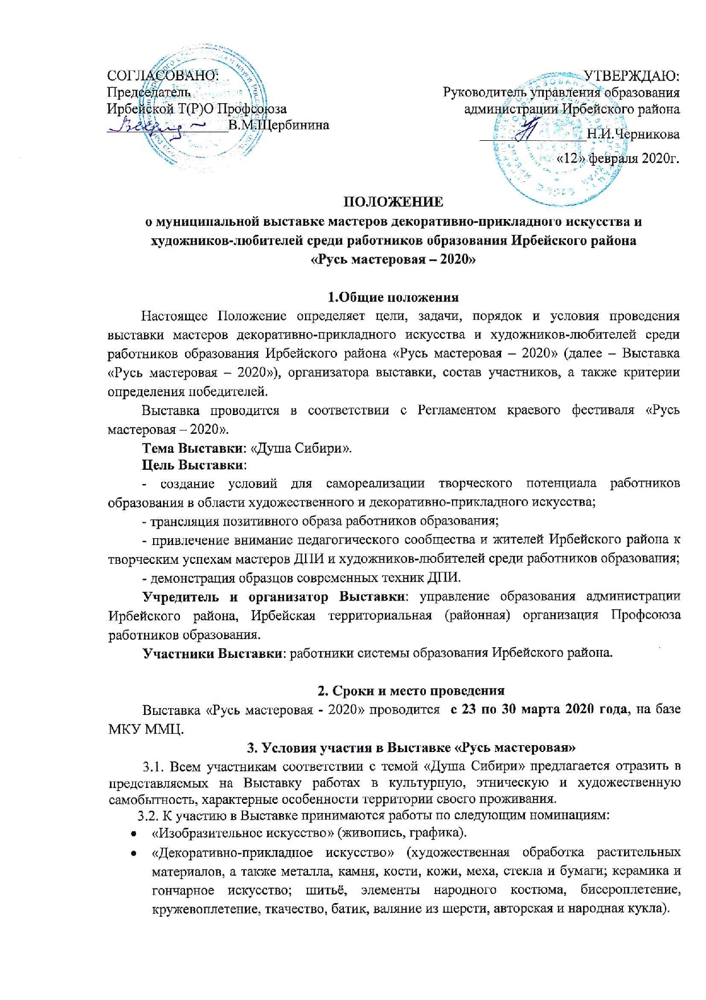 СОГЛАСОВАНО:
Председатель
Ирбейской Т(Р)О Профсоюза
В.М.Щербинина
УТВЕРЖДАЮ:
Руководитель управления образования
администрации Ирбейского района
Н.И.Черникова
«12» февраля 2020г.
ПОЛОЖЕНИЕ
о муниципальной выставке мастеров декоративно-прикладного искусства и
художников-любителей среди работников образования Ирбейского района
«Русь мастеровая – 2020»
1.Общие положения
Настоящее Положение определяет цели, задачи, порядок и условия проведения
выставки мастеров декоративно-прикладного искусства и художников-любителей среди
работников образования Ирбейского района «Русь мастеровая – 2020» (далее – Выставка
«Русь мастеровая – 2020»), организатора выставки, состав участников, а также критерии
определения победителей.
Выставка проводится в соответствии с Регламентом краевого фестиваля «Русь
мастеровая – 2020».
Тема Выставки: «Душа Сибири».
Цель Выставки:
- создание условий для самореализации творческого потенциала работников
образования в области художественного и декоративно-прикладного искусства;
- трансляция позитивного образа работников образования;
- привлечение внимание педагогического сообщества и жителей Ирбейского района к
творческим успехам мастеров ДПИ и художников-любителей среди работников образования;
- демонстрация образцов современных техник ДПИ.
Учредитель и организатор Выставки: управление образования администрации
Ирбейского района, Ирбейская территориальная (районная) организация Профсоюза
работников образования.
Участники Выставки: работники системы образования Ирбейского района.
2. Сроки и место проведения
Выставка «Русь мастеровая - 2020» проводится с 23 по 30 марта 2020 года, на базе
МКУ ММЦ.
3. Условия участия в Выставке «Русь мастеровая»
3.1. Всем участникам соответствии с темой «Душа Сибири» предлагается отразить в
представляемых на Выставку работах в культурную, этническую и художественную
самобытность, характерные особенности территории своего проживания.
3.2. К участию в Выставке принимаются работы по следующим номинациям:
• «Изобразительное искусство» (живопись, графика).
• «Декоративно-прикладное искусство» (художественная обработка растительных
материалов, а также металла, камня, кости, кожи, меха, стекла и бумаги; керамика и
гончарное искусство; шитьё, элементы народного костюма, бисероплетение,
кружевоплетение, ткачество, батик, валяние из шерсти, авторская и народная кукла).